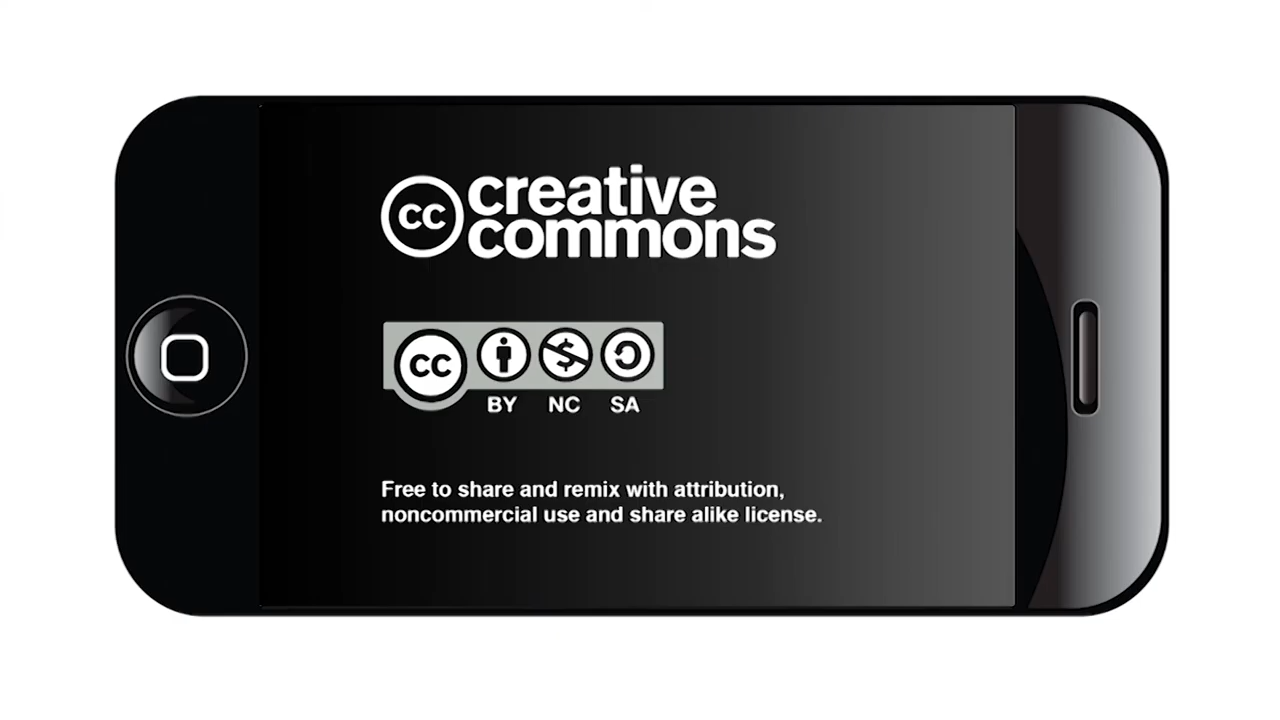 cc creative
commons
cc
BY NC SA
Free to share and remix with attribution,
noncommercial use and share alike license.